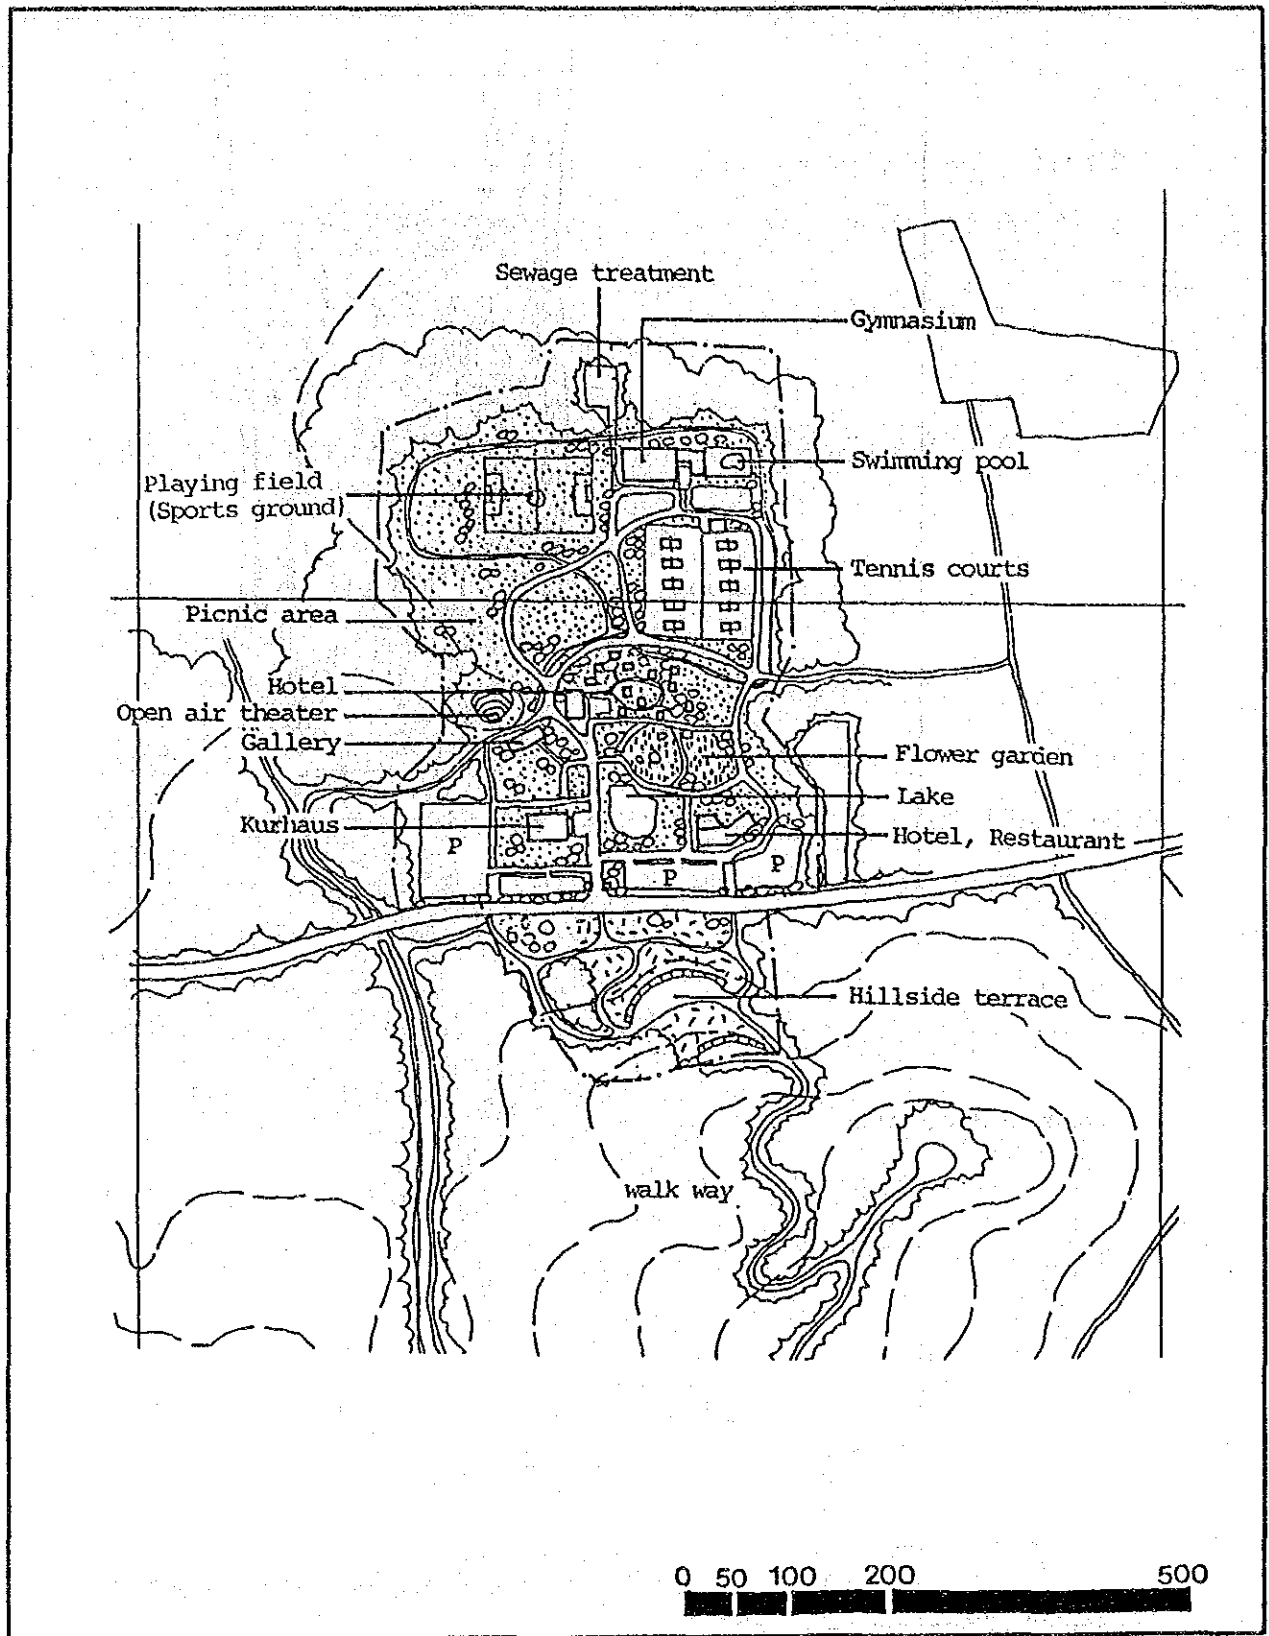 Sewage treatment
Gymnasium
Swimming pool
Playing field
(Sports ground)
Tennis courts
Picnic area
Hotel
Open air theater
Gallery
Flower garden
Lake
Kurhaus
Hotel, Restaurant
P
P
P
Hillside terrace
walk way
0 50 100 200 500